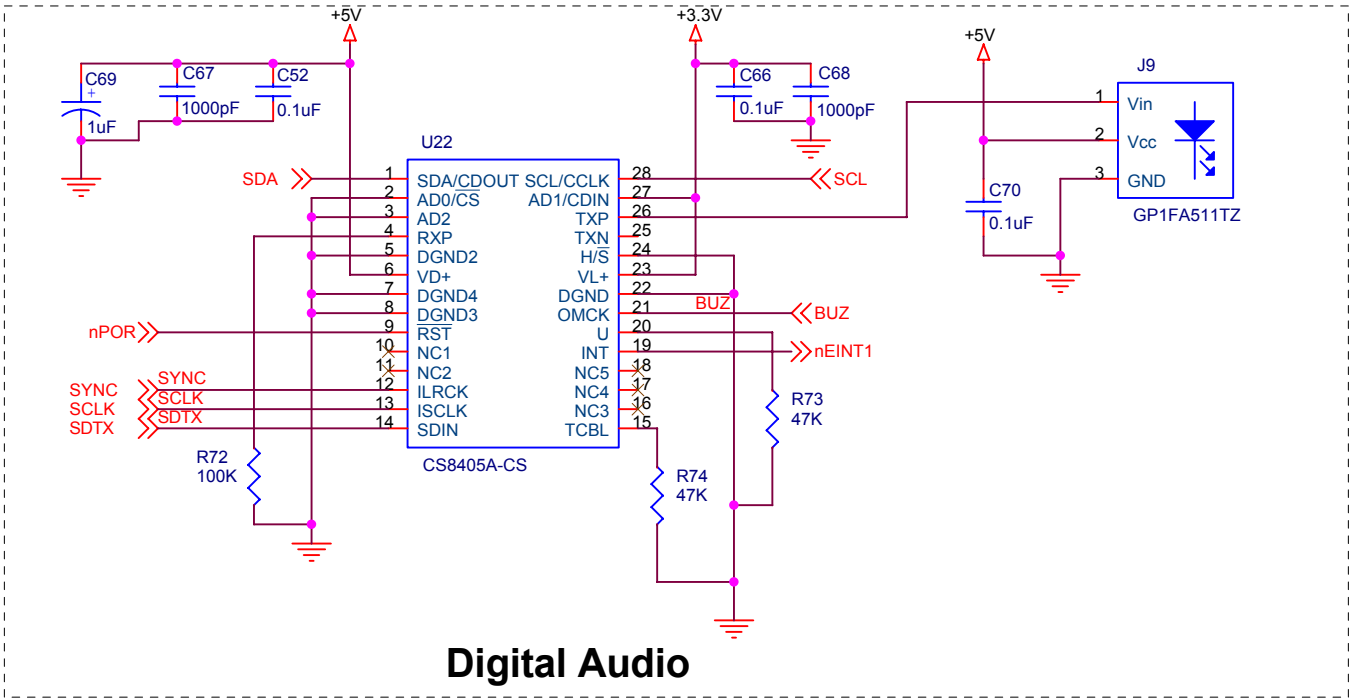 +5V
+3.3V
+5V
C69
+
1uF
C67
1000pF
C52
0.1uF
C66
0.1uF
C68
1000pF
J9
1
Vin
2
Vcc
3
GND
GP1FA511TZ
C70
0.1uF
U22
SDA
1
SDA/CDOUT
SCL/CCLK
28
SCL
2
AD0/CS
AD1/CDIN
27
3
AD2
TXP
26
4
RXP
TXN
25
5
DGND2
H/S
24
6
VD+
VL+
23
7
DGND4
DGND
22
8
DGND3
OMCK
21
BUZ
BUZ
nPOR
9
RST
U
20
10
NC1
INT
19
nEINT1
11
NC2
NC5
18
SYNC
SYNC
12
ILRCK
NC4
17
SCLK
SCLK
13
ISCLK
NC3
16
SDTX
SDTX
14
SDIN
TCBL
15
CS8405A-CS
R72
100K
R73
47K
R74
47K
Digital Audio